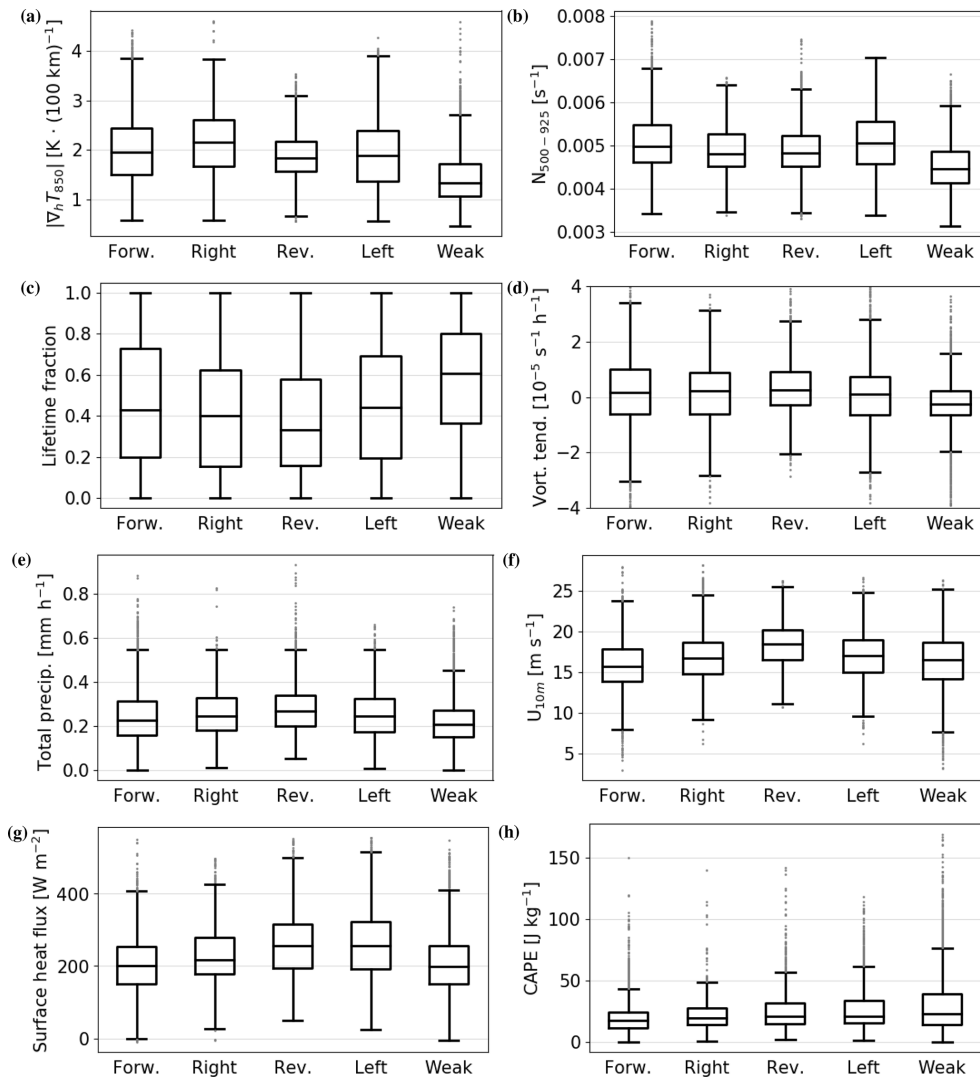 (a)
|∇ₕT₈₅₀| [K · (100 km)⁻¹]
4
3
2
1
Forw. Right Rev. Left Weak
(b)
N₅₀₀₋₉₂₅ [s⁻¹]
0.008
0.007
0.006
0.005
0.004
0.003
Forw. Right Rev. Left Weak
(c)
Lifetime fraction
1.0
0.8
0.6
0.4
0.2
0.0
Forw. Right Rev. Left Weak
(d)
Vort. tend. [10⁻⁵ s⁻¹ h⁻¹]
4
2
0
−2
−4
Forw. Right Rev. Left Weak
(e)
Total precip. [mm h⁻¹]
0.8
0.6
0.4
0.2
0.0
Forw. Right Rev. Left Weak
(f)
U₁₀ₘ [m s⁻¹]
25
20
15
10
5
Forw. Right Rev. Left Weak
(g)
Surface heat flux [W m⁻²]
400
200
0
Forw. Right Rev. Left Weak
(h)
CAPE [J kg⁻¹]
150
100
50
0
Forw. Right Rev. Left Weak